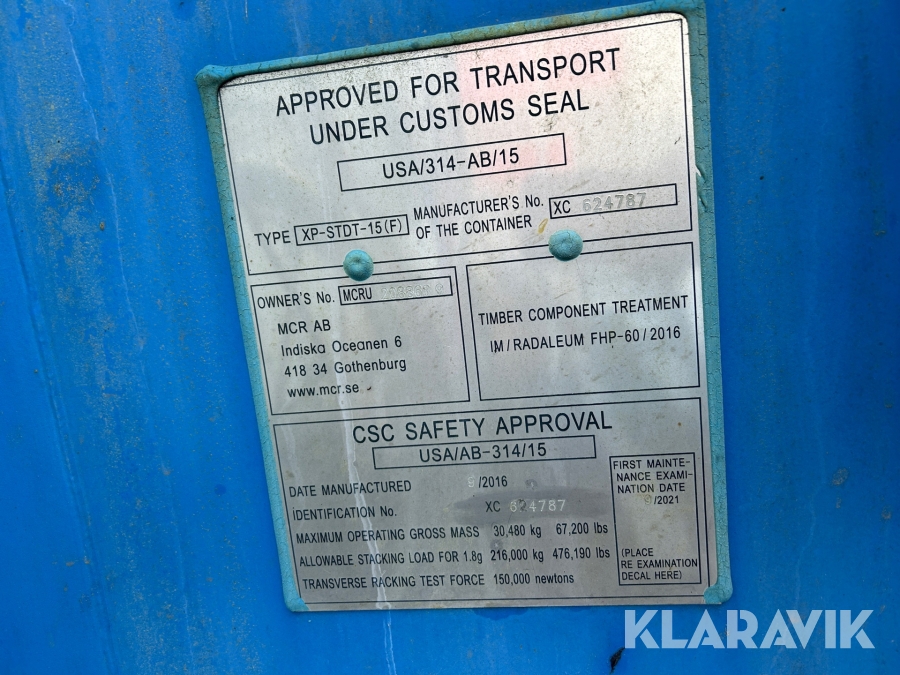 APPROVED FOR TRANSPORT
UNDER CUSTOMS SEAL
USA/314-AB/15
TYPE XP-STDT-15(F)
MANUFACTURER'S No. OF THE CONTAINER XC 624787
OWNER'S No. MCRU
MCR AB
Indiska Oceanen 6
418 34 Gothenburg
www.mcr.se
TIMBER COMPONENT TREATMENT
IM/RADALEUM FHP-60/2016
CSC SAFETY APPROVAL
USA/AB-314/15
DATE MANUFACTURED 9/2016
IDENTIFICATION No. XC 624787
MAXIMUM OPERATING GROSS MASS 30,480 kg 67,200 lbs
ALLOWABLE STACKING LOAD FOR 1.8g 216,000 kg 476,190 lbs
TRANSVERSE RACKING TEST FORCE 150,000 newtons
FIRST MAINTE-
NANCE EXAMI-
NATION DATE
/2021
(PLACE
RE EXAMINATION
DECAL HERE)
KLARAVIK